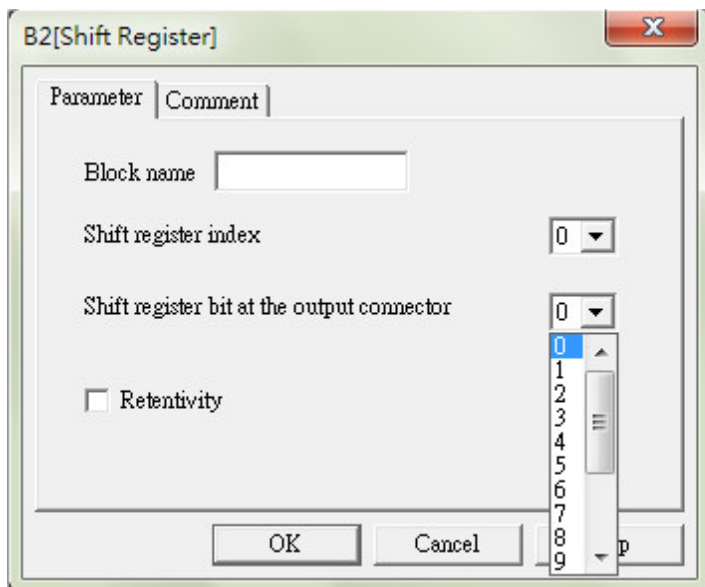 B2[Shift Register]
Parameter Comment
Block name
Shift register index 0
Shift register bit at the output connector 0
0
1
2
3
Retentivity
4
5
6
7
8
9
OK Cancel p